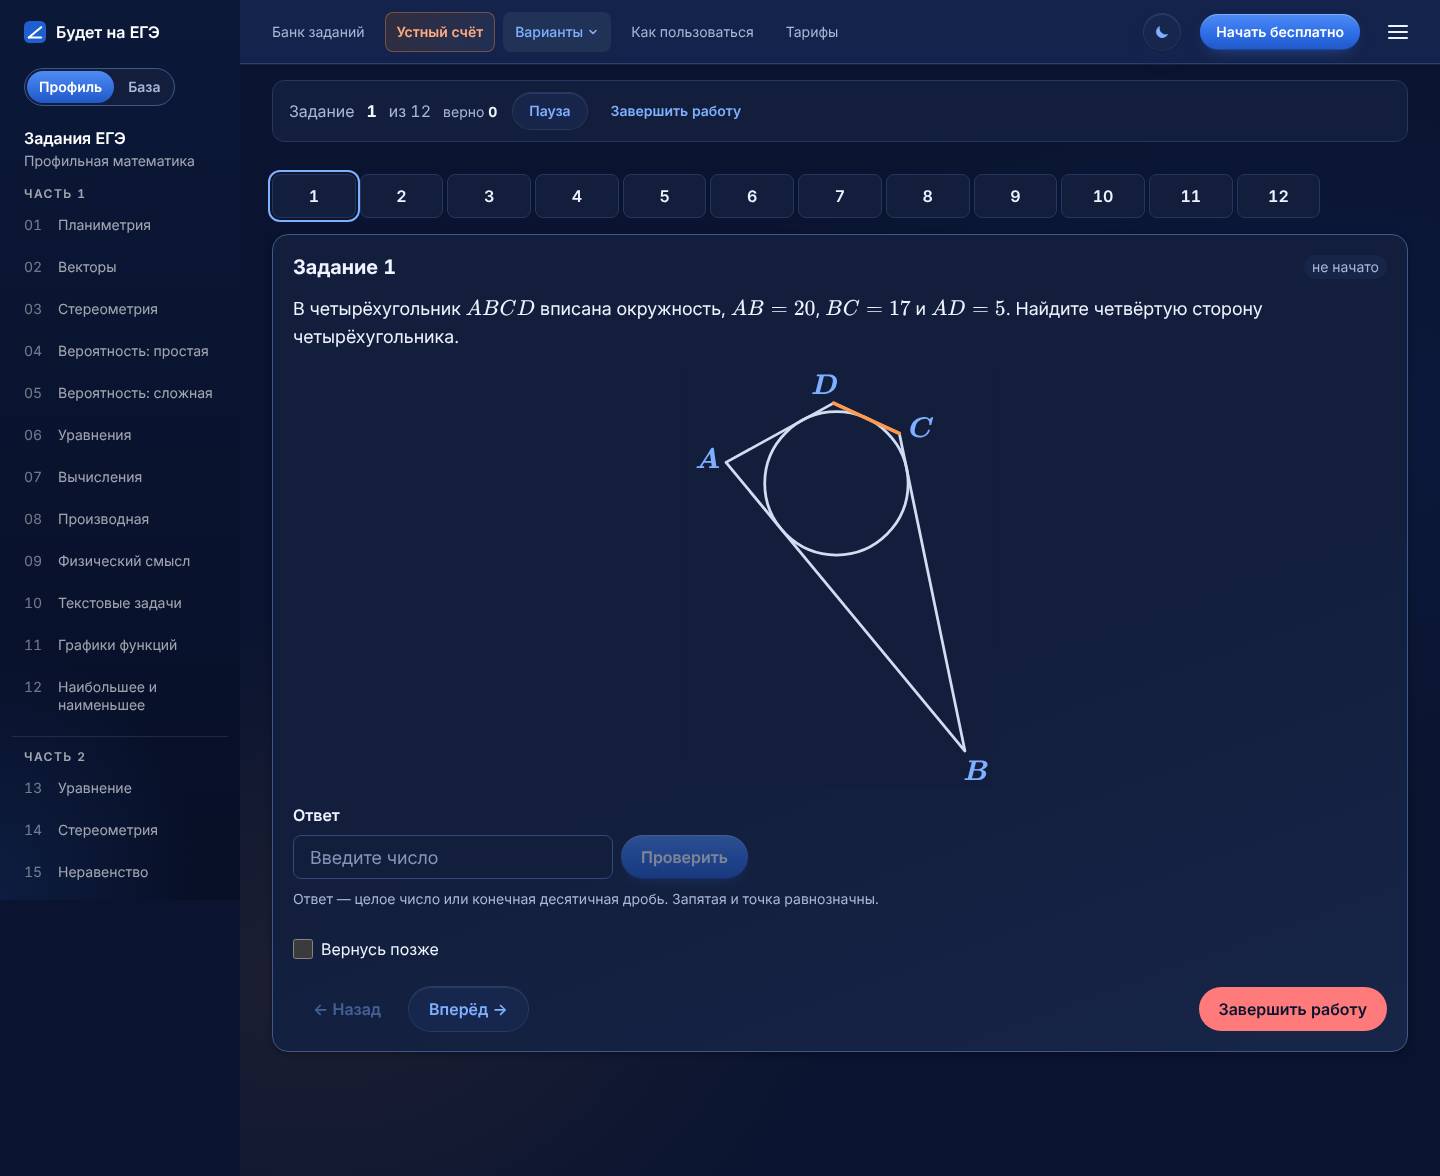 Будет на ЕГЭ
Банк заданий
Устный счёт
Варианты
Как пользоваться
Тарифы
Начать бесплатно
Профиль
База
Задания ЕГЭ
Профильная математика
ЧАСТЬ 1
01 Планиметрия
02 Векторы
03 Стереометрия
04 Вероятность: простая
05 Вероятность: сложная
06 Уравнения
07 Вычисления
08 Производная
09 Физический смысл
10 Текстовые задачи
11 Графики функций
12 Наибольшее и
наименьшее
ЧАСТЬ 2
13 Уравнение
14 Стереометрия
15 Неравенство
Задание 1 из 12 верно 0 Пауза Завершить работу
1 2 3 4 5 6 7 8 9 10 11 12
Задание 1
не начато
В четырёхугольник ABCD вписана окружность, AB = 20, BC = 17 и AD = 5. Найдите четвёртую сторону
четырёхугольника.
D
C
A
B
Ответ
Введите число
Проверить
Ответ — целое число или конечная десятичная дробь. Запятая и точка равнозначны.
Вернусь позже
← Назад
Вперёд →
Завершить работу